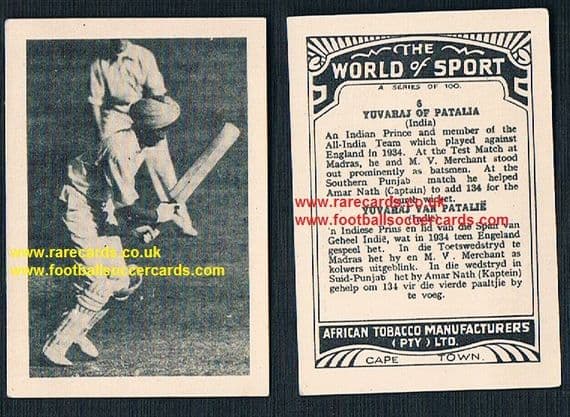 www.rarecards.co.uk
www.footballsoccercards.com
THE
WORLD of SPORT
A SERIES OF 100.
6
YUVARAJ OF PATALIA
(India)
An Indian Prince and member of the
All-India Team which played against
England in 1934. At the Test Match at
Madras, he and M. V. Merchant stood
out prominently as batsmen. At the
Southern Punjab match he helped
Amar Nath (Captain) to add 134 for the
wicket.
www.rarecards.co.uk
YUVARAJ VAN PATALIË
www.footballsoccercards.com
(Indië)
'n Indiese Prins en lid van die Span van
Geheel Indië, wat in 1934 teen Engeland
gespeel het. In die Toetswedstryd te
Madras het hy en M. V. Merchant as
kolwers uitgeblink. In die wedstryd in
Suid-Punjab het hy Amar Nath (Kaptein)
gehelp om 134 vir die vierde paaltjie by
te voeg.
AFRICAN TOBACCO MANUFACTURERS
(PTY) LTD.
CAPE TOWN.